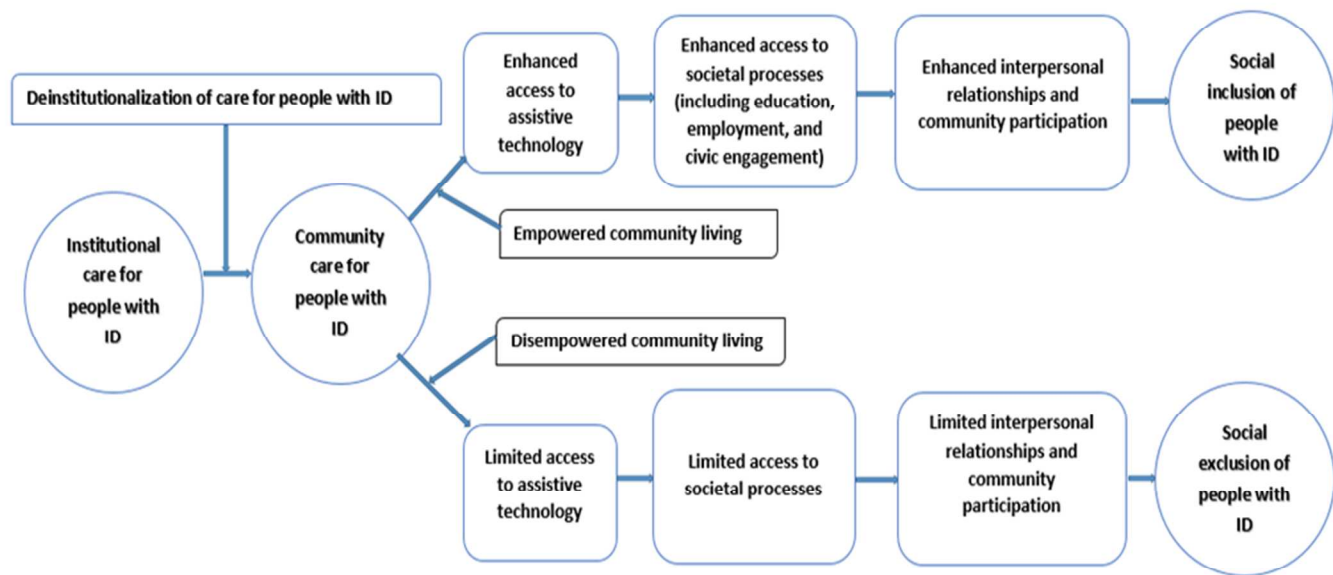 Deinstitutionalization of care for people with ID
Institutional
care for
people with
ID
Community
care for
people with
ID
Enhanced
access to
assistive
technology
Enhanced access to
societal processes
(including education,
employment, and
civic engagement)
Enhanced interpersonal
relationships and
community participation
Social
inclusion of
people
with ID
Empowered community living
Disempowered community living
Limited access
to assistive
technology
Limited access to
societal processes
Limited interpersonal
relationships and
community
participation
Social
exclusion of
people with
ID